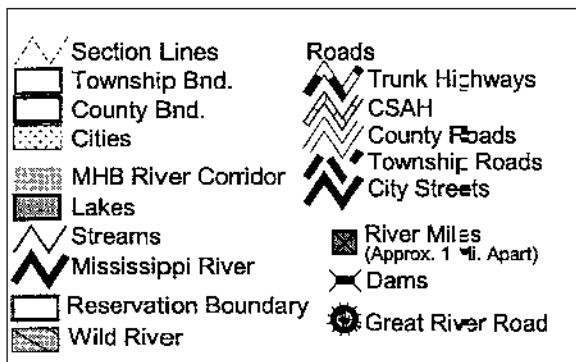 Section Lines
Township Bnd.
County Bnd.
Cities
MHB River Corridor
Lakes
Streams
Mississippi River
Reservation Boundary
Wild River
Roads
Trunk Highways
CSAH
County Roads
Township Roads
City Streets
River Miles
(Approx. 1 Mi. Apart)
Dams
Great River Road